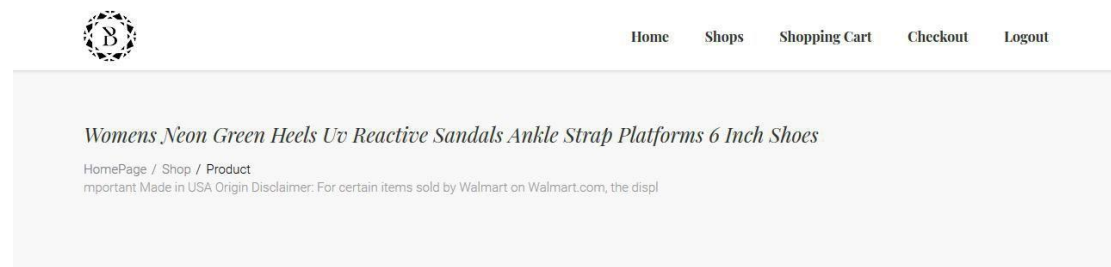 B
Home Shops Shopping Cart Checkout Logout
Womens Neon Green Heels Uv Reactive Sandals Ankle Strap Platforms 6 Inch Shoes
HomePage / Shop / Product
mportant Made in USA Origin Disclaimer: For certain items sold by Walmart on Walmart.com, the displ